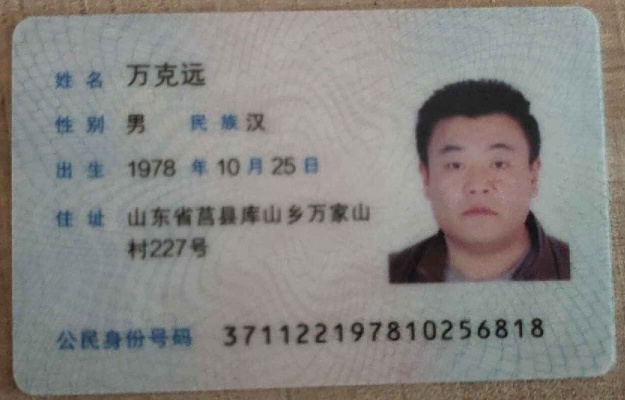 姓名 万克远
性别 男 民族 汉
出生 1978 年 10 月 25 日
住址 山东省莒县库山乡万家山
村227号
公民身份号码 371122197810256818